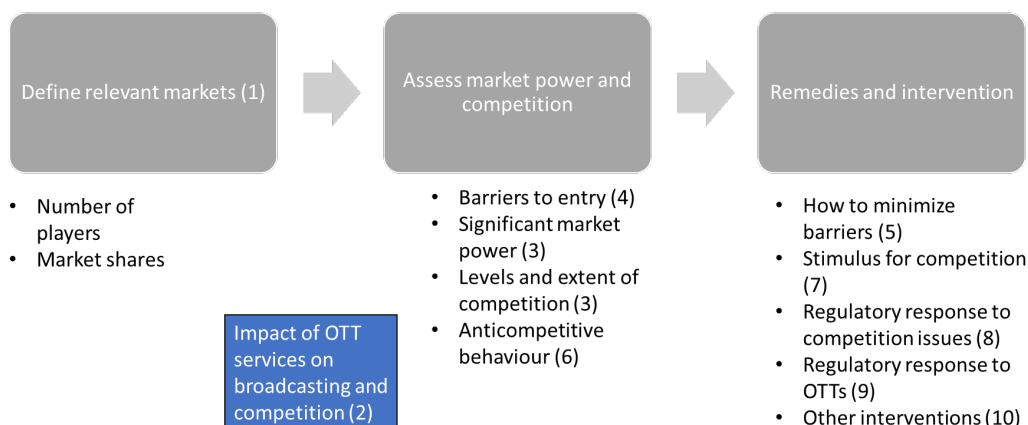 Define relevant markets (1)
Assess market power and
competition
Remedies and intervention
• Number of
players
• Market shares
• Barriers to entry (4)
• Significant market
power (3)
• Levels and extent of
competition (3)
• Anticompetitive
behaviour (6)
• How to minimize
barriers (5)
• Stimulus for competition
(7)
• Regulatory response to
competition issues (8)
• Regulatory response to
OTTs (9)
• Other interventions (10)
Impact of OTT
services on
broadcasting and
competition (2)